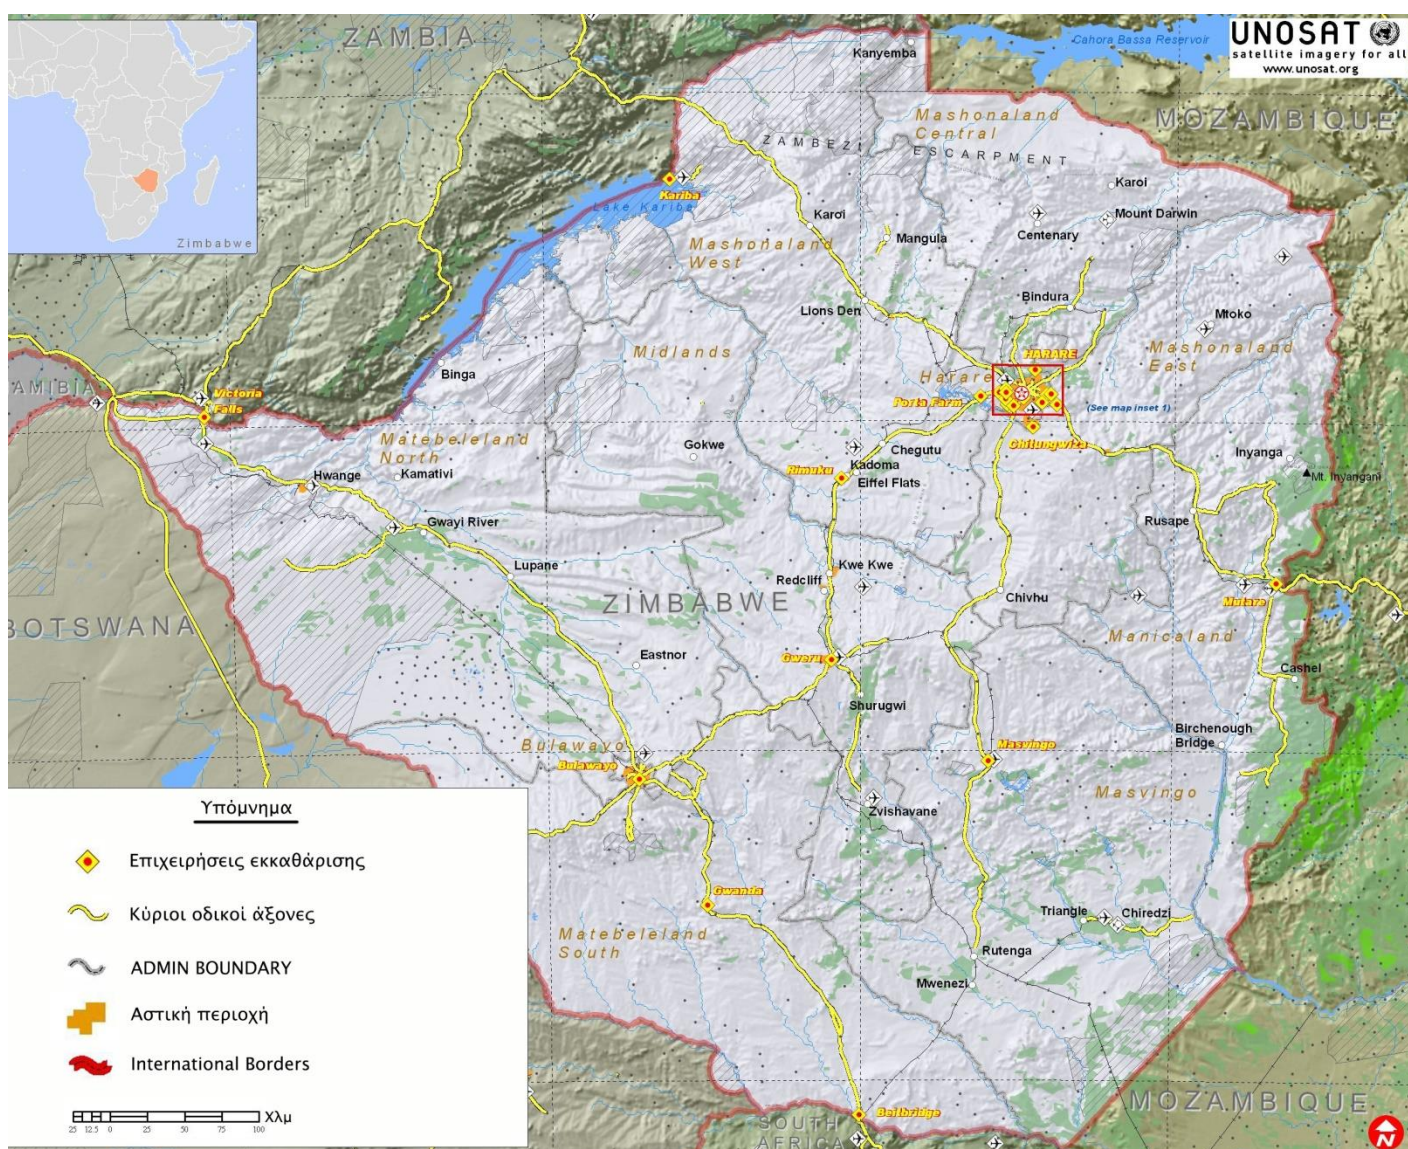 ZAMBIA
Kanyemba
Cahora Bassa Reservoir
UNOSAT
satellite imagery for all
www.unosat.org
Mashonaland
Central
MOZAMBIQUE
ZAMBEZI
ESCARPMENT
Kariba
Lake Kariba
Karoi
Karoi
Mount Darwin
Centenary
Mangula
Mashonaland
West
Zimbabwe
Lions Den
Bindura
Mtoko
Midlands
HARARE
Mashonaland
East
Harare
Binga
AMIBIA
Victoria
Falls
Porta Farm
(See map inset 1)
Chitungwiza
Matebeleland
North
Gokwe
Chegutu
Inyanga
Hwange
Kamativi
Rimuku
Kadoma
Eiffel Flats
Mt. Inyangani
Gwayi River
Rusape
Lupane
Kwe Kwe
Redcliff
ZIMBABWE
Chivhu
Mutare
BOTSWANA
Manicaland
Eastnor
Gweru
Cashel
Shurugwi
Birchenough
Bridge
Bulawayo
Bulawayo
Masvingo
Masvingo
Zvishavane
Υπόμνημα
Επιχειρήσεις εκκαθάρισης
Κύριοι οδικοί άξονες
ADMIN BOUNDARY
Αστική περιοχή
International Borders
25 12.5 0 25 50 75 100 Χλμ
Gwanda
Triangle
Chiredzi
Matebeleland
South
Rutenga
Mwenezi
MOZAMBIQUE
Beitbridge
SOUTH
AFRICA
N